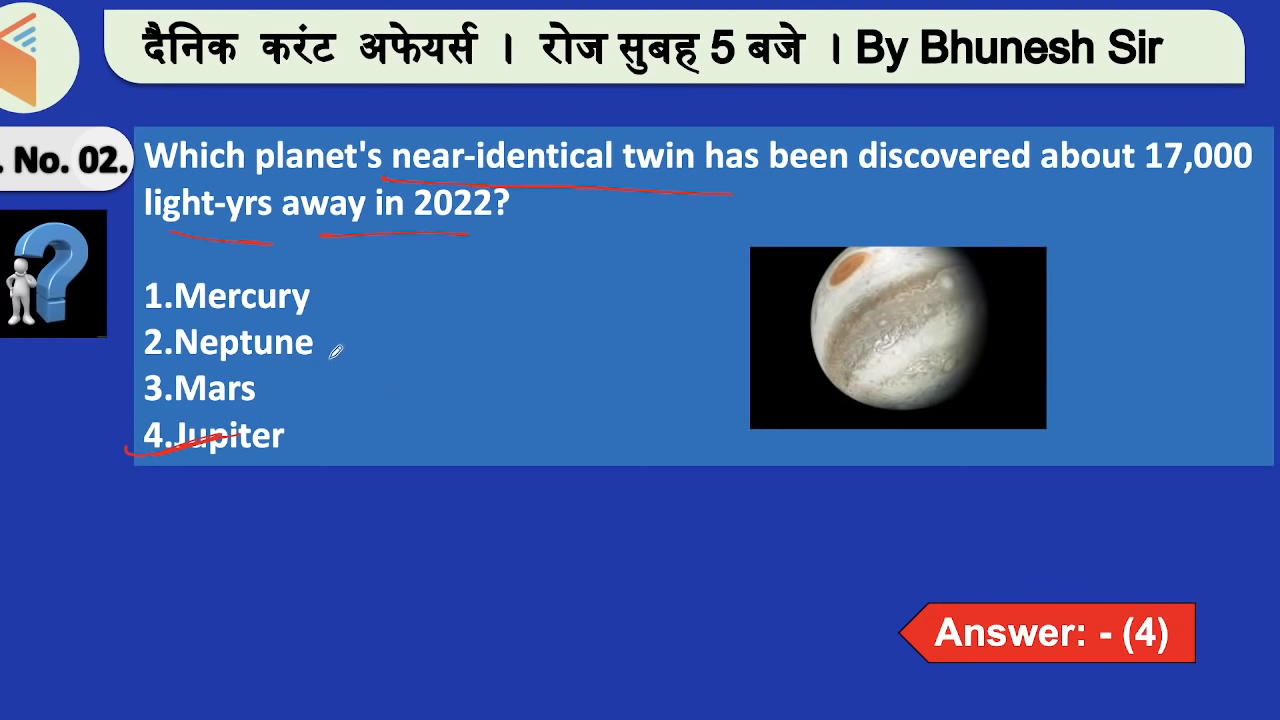 दैनिक करंट अफेयर्स । रोज सुबह 5 बजे । By Bhunesh Sir
. No. 02.
Which planet's near-identical twin has been discovered about 17,000
light-yrs away in 2022?
1.Mercury
2.Neptune
3.Mars
4.Jupiter
Answer: - (4)